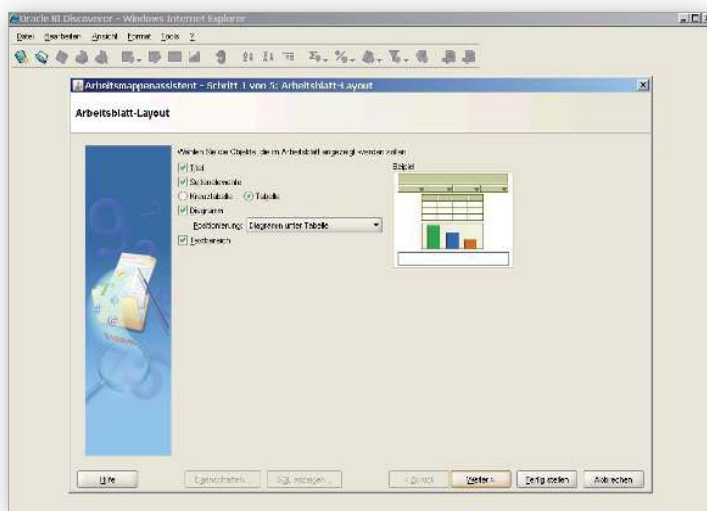 Oracle BI Discoverer - Windows Internet Explorer
Datei Bearbeiten Ansicht Format Tools ?
Arbeitsmappenassistent - Schritt 1 von 5: Arbeitsblatt-Layout
Arbeitsblatt-Layout
Wählen Sie die Objekte, die im Arbeitsblatt angezeigt werden sollen
Titel
Seitenelemente
Kreuztabelle Tabelle
Diagramm
Positionierung: Diagramm unter Tabelle
Textbereich
Beispiel
Hilfe Eigenschaften... SQL anzeigen... < Zurück Weiter > Fertig stellen Abbrechen